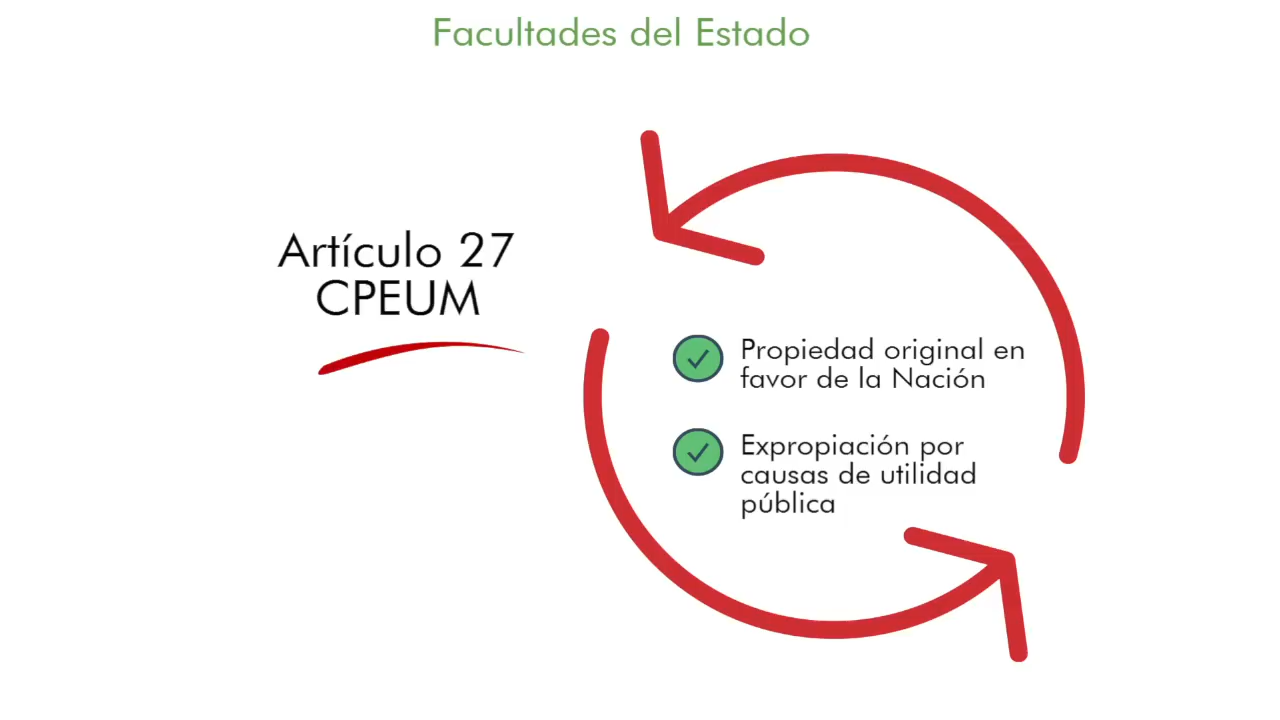 Facultades del Estado
Artículo 27
CPEUM
Propiedad original en
favor de la Nación
Expropiación por
causas de utilidad
pública